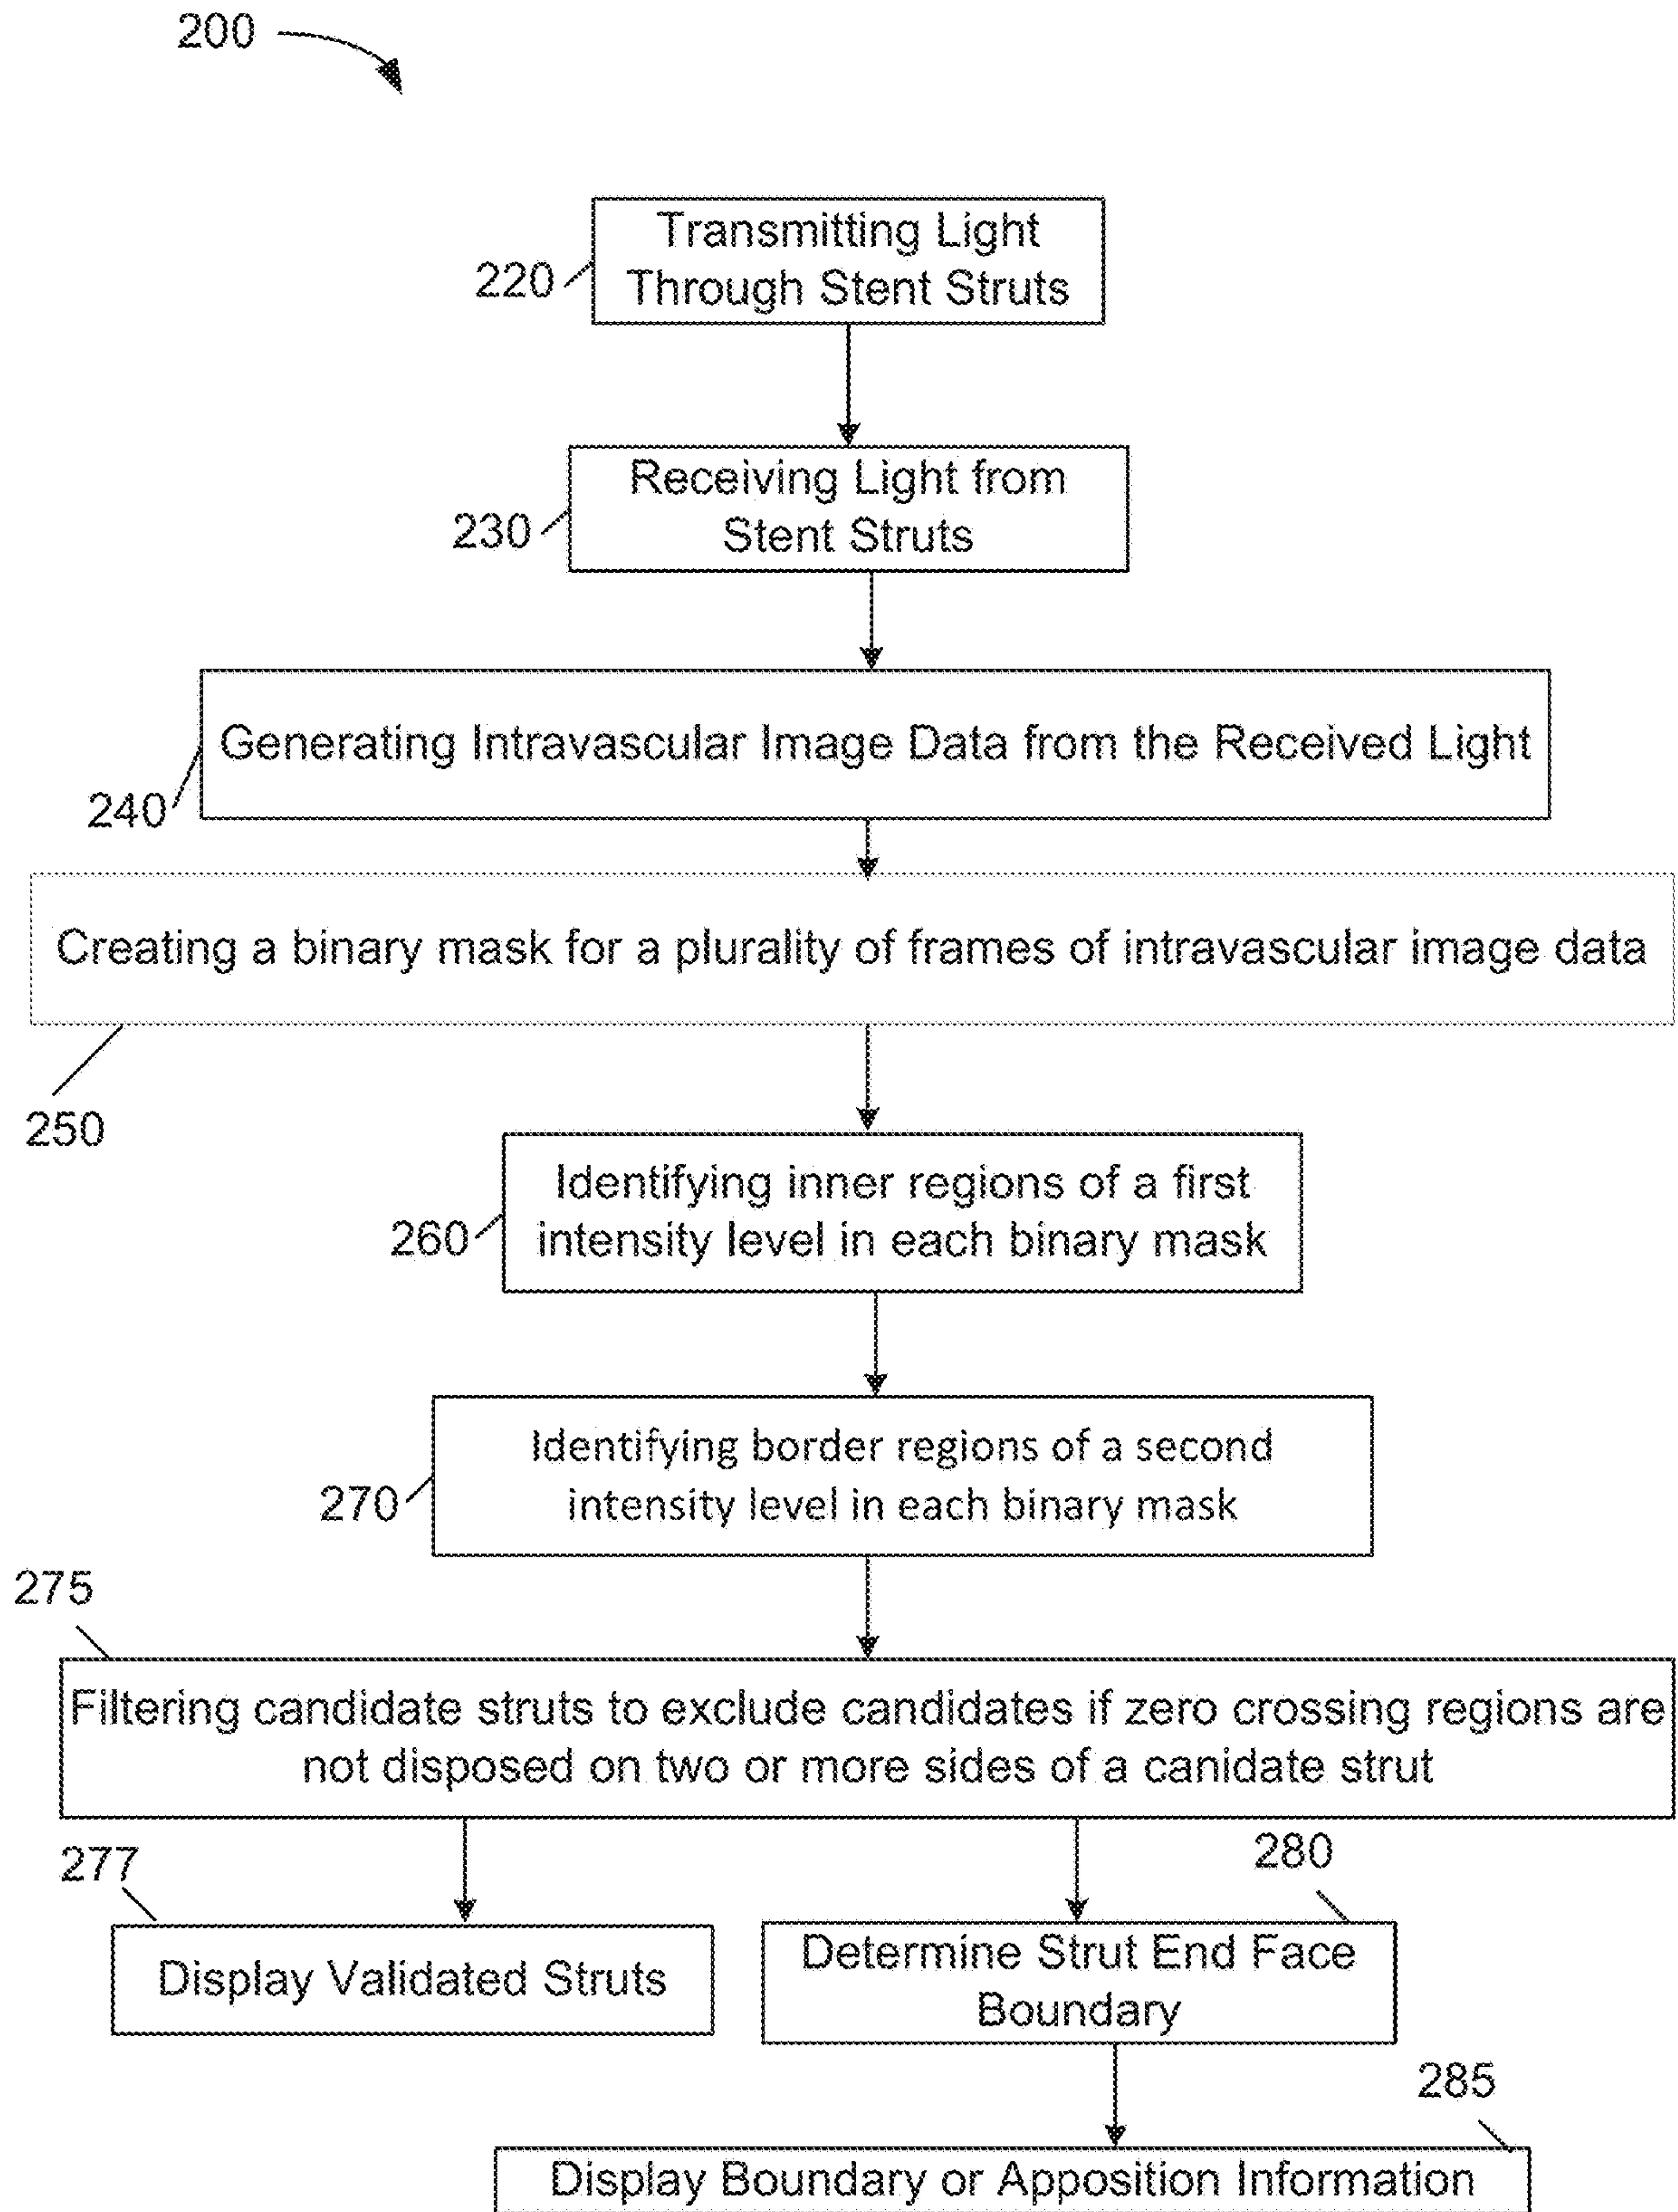 200
Transmitting Light
Through Stent Struts
220
Receiving Light from
Stent Struts
230
Generating Intravascular Image Data from the Received Light
240
Creating a binary mask for a plurality of frames of intravascular image data
250
Identifying inner regions of a first
intensity level in each binary mask
260
Identifying border regions of a second
intensity level in each binary mask
270
275
Filtering candidate struts to exclude candidates if zero crossing regions are
not disposed on two or more sides of a canidate strut
277
280
Display Validated Struts
Determine Strut End Face
Boundary
285
Display Boundary or Apposition Information